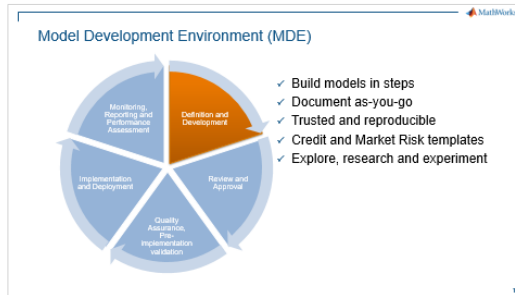 MathWorks
Model Development Environment (MDE)
Monitoring,
Reporting and
Performance
Assessment
Definition and
Development
Review and
Approval
Quality
Assurance,
Pre-
implementation
validation
Implementation
and Deployment
✓ Build models in steps
✓ Document as-you-go
✓ Trusted and reproducible
✓ Credit and Market Risk templates
✓ Explore, research and experiment